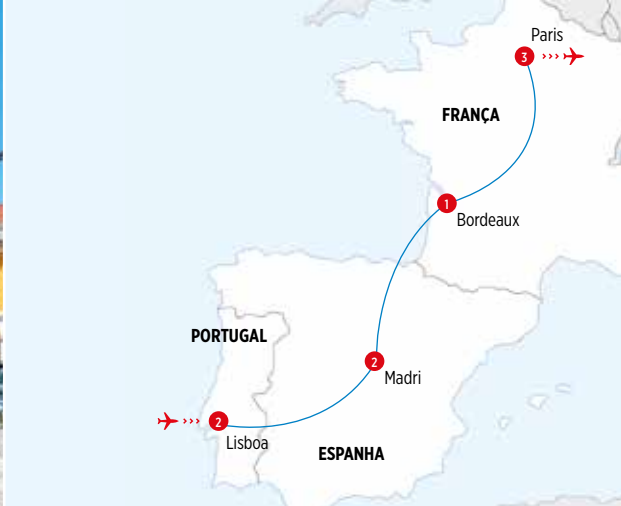 Paris
3
FRANÇA
1
Bordeaux
PORTUGAL
2
Madri
2
Lisboa
ESPANHA